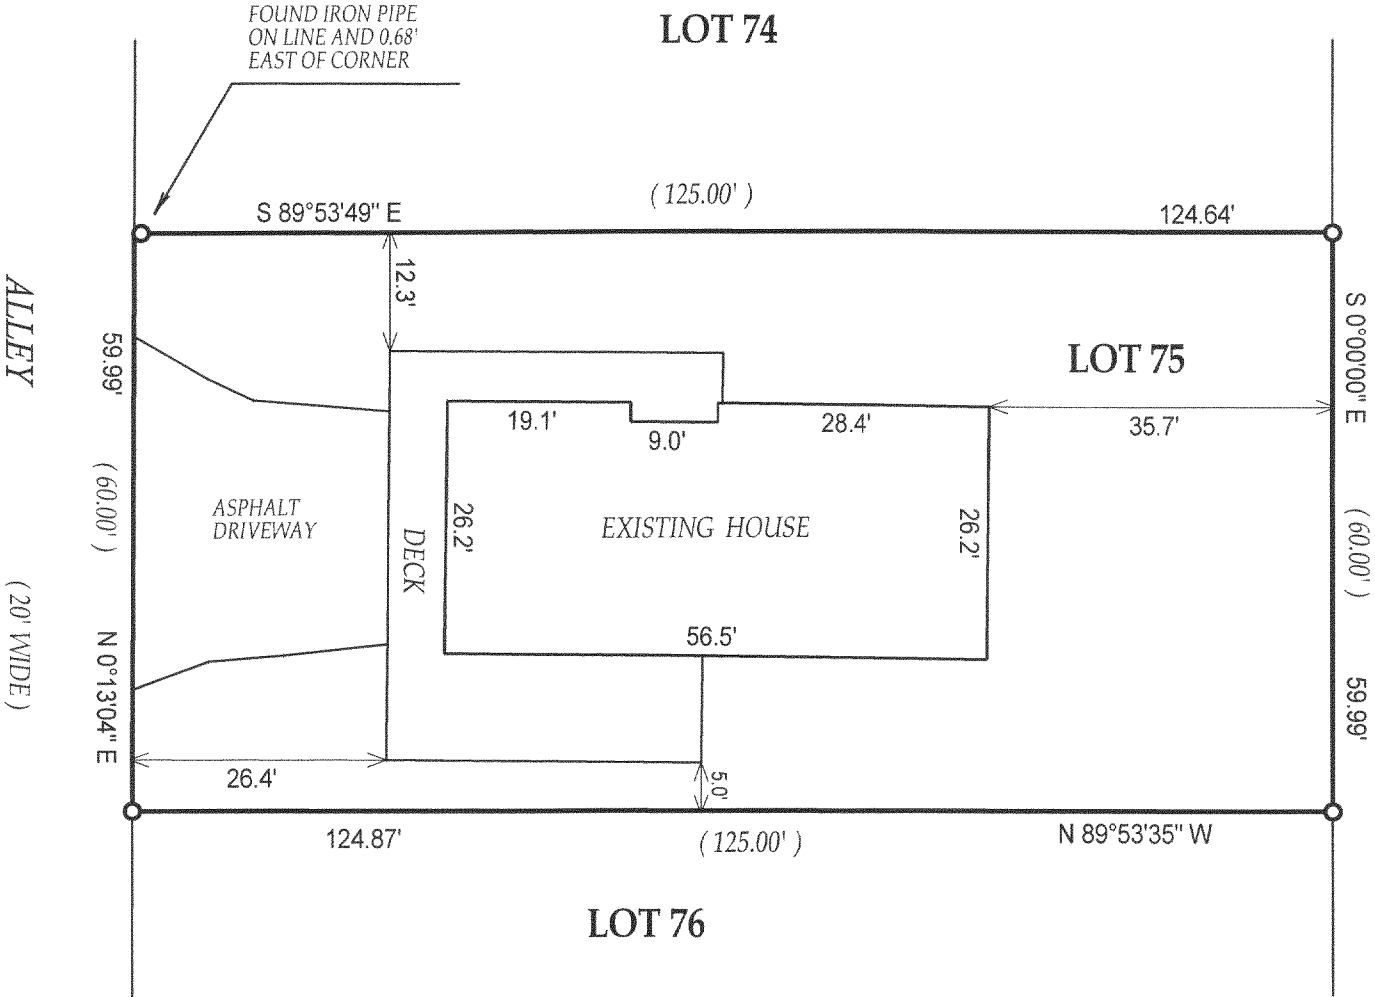 FOUND IRON PIPE
ON LINE AND 0.68'
EAST OF CORNER
LOT 74
( 125.00' )
S 89°53'49" E
124.64'
12.3'
ALLEY
( 20' WIDE )
59.99'
( 60.00' )
N 0°13'04" E
LOT 75
S 0°00'00" E
( 60.00' )
59.99'
19.1'
9.0'
28.4'
35.7'
ASPHALT
DRIVEWAY
DECK
26.2'
EXISTING HOUSE
26.2'
56.5'
26.4'
5.0'
124.87'
( 125.00' )
N 89°53'35" W
LOT 76